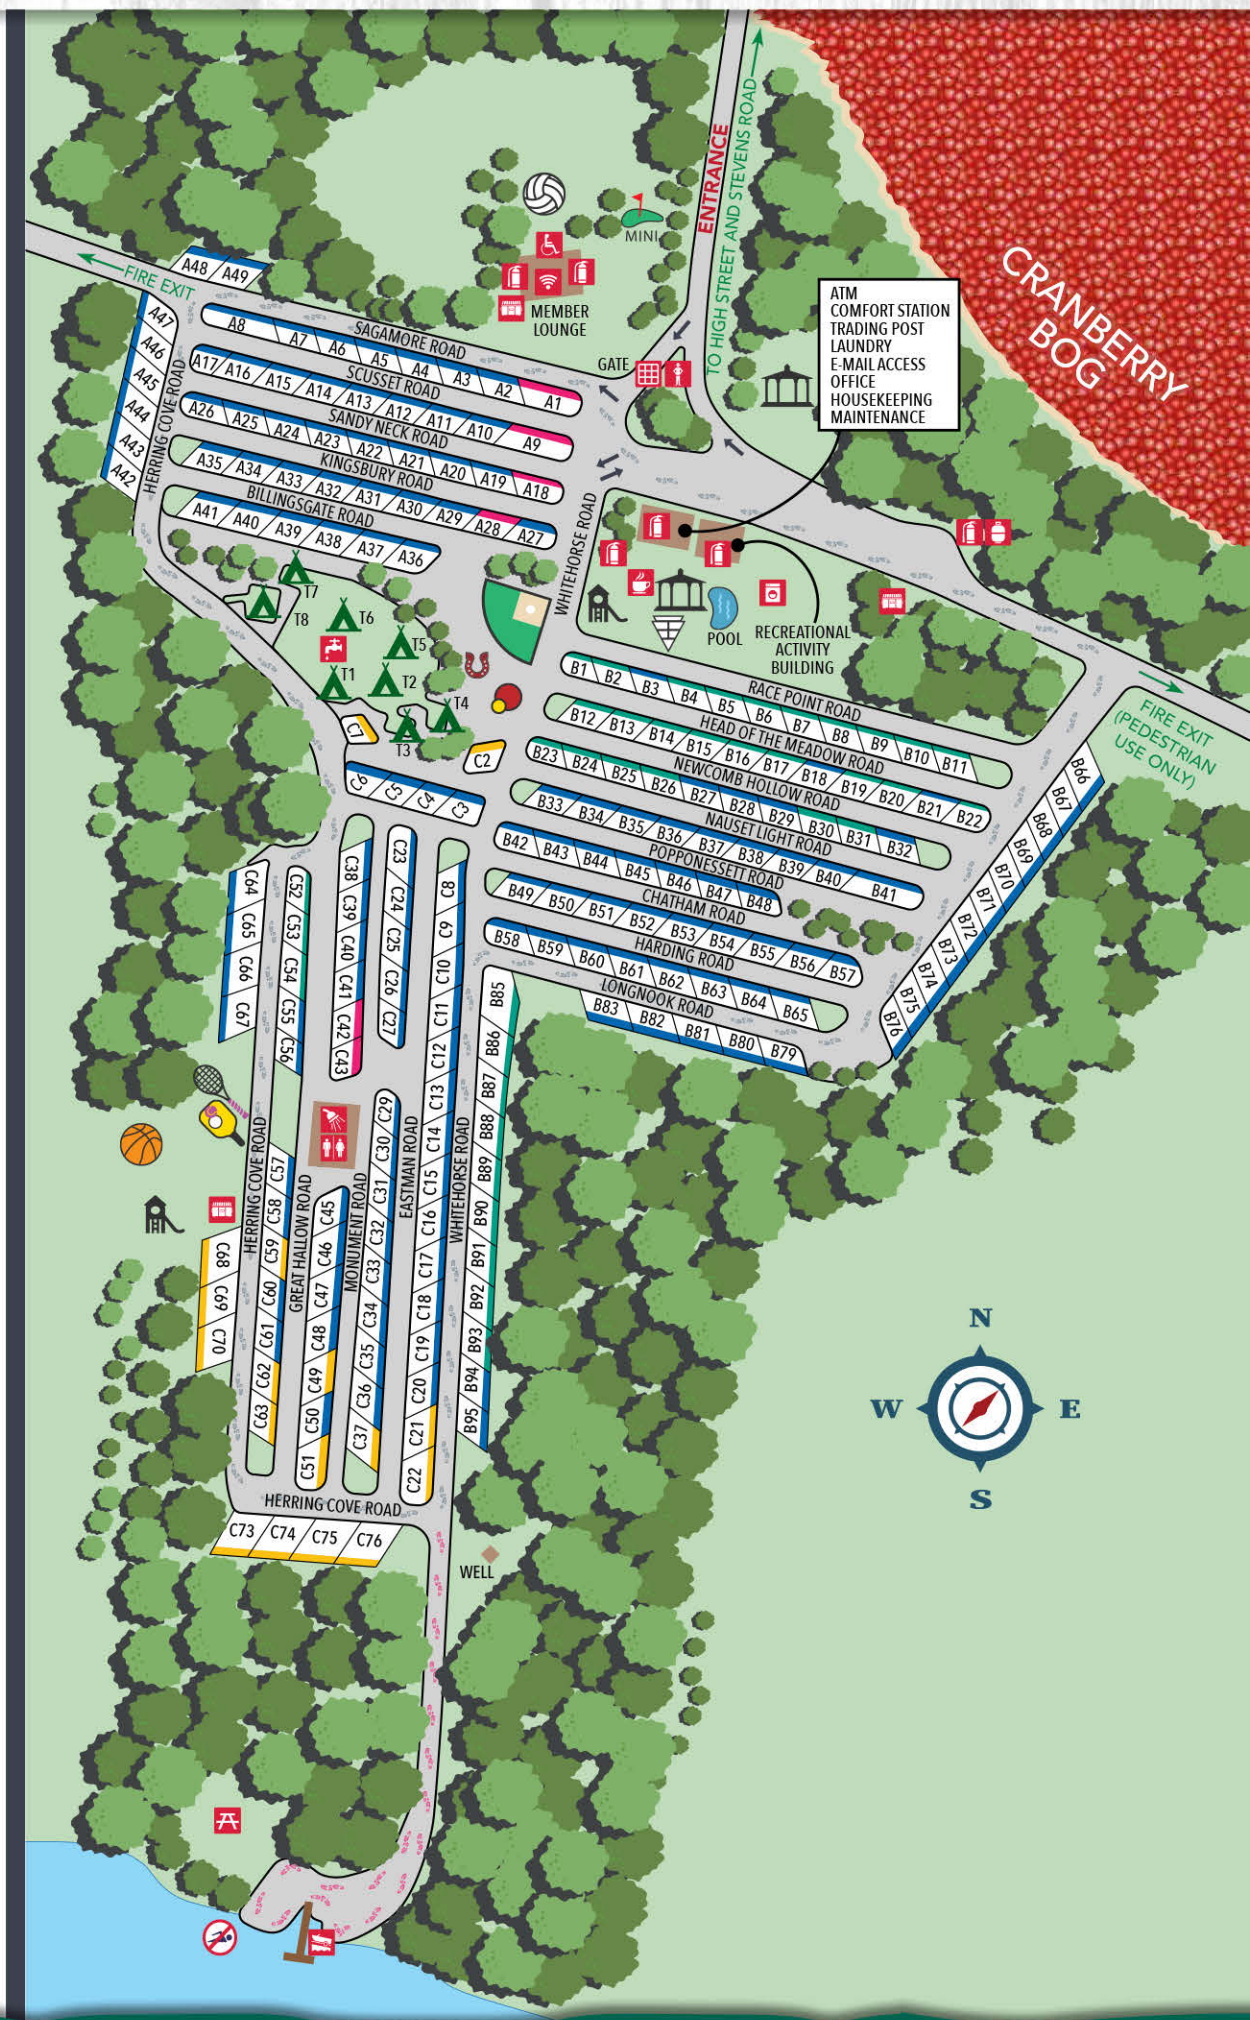 ENTRANCE
TO HIGH STREET AND STEVENS ROAD
CRANBERRY
BOG
MINI
MEMBER
LOUNGE
GATE
ATM
COMFORT STATION
TRADING POST
LAUNDRY
E-MAIL ACCESS
OFFICE
HOUSEKEEPING
MAINTENANCE
FIRE EXIT
A48 A49
A47
A46
A45
A44
A43
A42
HERRING COVE ROAD
SAGAMORE ROAD
A8 A7 A6 A5 A4 A3 A2 A1
SCUSSET ROAD
A17 A16 A15 A14 A13 A12 A11 A10 A9
SANDY NECK ROAD
A26 A25 A24 A23 A22 A21 A20 A19 A18
KINGSBURY ROAD
A35 A34 A33 A32 A31 A30 A29 A28 A27
BILLINGSGATE ROAD
A41 A40 A39 A38 A37 A36
WHITEHORSE ROAD
T7
T8
T6
T5
T1
T2
T4
T3
POOL
RECREATIONAL
ACTIVITY
BUILDING
FIRE EXIT
(PEDESTRIAN
USE ONLY)
RACE POINT ROAD
B1 B2 B3 B4 B5 B6 B7 B8 B9 B10 B11
HEAD OF THE MEADOW ROAD
B12 B13 B14 B15 B16 B17 B18 B19 B20 B21 B22
NEWCOMB HOLLOW ROAD
B23 B24 B25 B26 B27 B28 B29 B30 B31 B32
NAUSET LIGHT ROAD
B33 B34 B35 B36 B37 B38 B39 B40 B41
POPPONESSETT ROAD
B42 B43 B44 B45 B46 B47 B48
CHATHAM ROAD
B49 B50 B51 B52 B53 B54 B55 B56 B57
HARDING ROAD
B58 B59 B60 B61 B62 B63 B64 B65
LONGNOOK ROAD
B83 B82 B81 B80 B79
B66
B67
B68
B69
B70
B71
B72
B73
B74
B75
B76
C7
C2
C6 C5 C4 C3
C64
C65
C66
C67
C52
C53
C54
C55
C56
C38
C39
C40
C41
C42
C43
C23
C24
C25
C26
C27
C8
C9
C10
C11
C12
C13
C14
C15
C16
C17
C18
C19
C20
C21
C22
B85
B86
B87
B88
B89
B90
B91
B92
B93
B94
B95
HERRING COVE ROAD
GREAT HALLOW ROAD
MONUMENT ROAD
EASTMAN ROAD
WHITEHORSE ROAD
C29
C30
C31
C32
C33
C34
C35
C36
C37
C45
C46
C47
C48
C49
C50
C51
C57
C58
C59
C60
C61
C62
C63
C68
C69
C70
HERRING COVE ROAD
C73 C74 C75 C76
WELL
N
W E
S